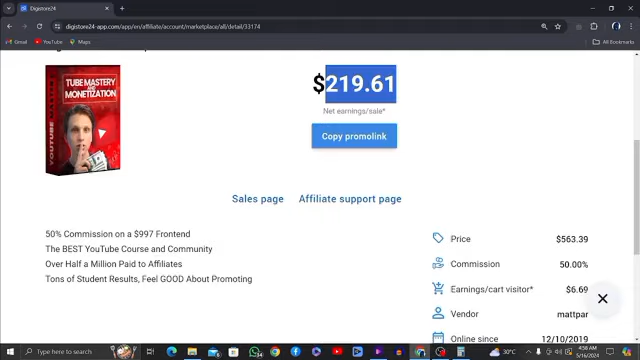 Digistore24
digistore24-app.com/app/en/affiliate/account/marketplace/all/detail/33174
Gmail
YouTube
Maps
All Bookmarks
TUBE MASTERY
AND
MONETIZATION
$219.61
Net earnings/sale*
Copy promolink
Sales page
Affiliate support page
50% Commission on a $997 Frontend
The BEST YouTube Course and Community
Over Half a Million Paid to Affiliates
Tons of Student Results, Feel GOOD About Promoting
Price $563.39
Commission 50.00%
Earnings/cart visitor* $6.69
Vendor mattpar
Online since 12/10/2019
Type here to search
30°C
4:56 AM
5/16/2024